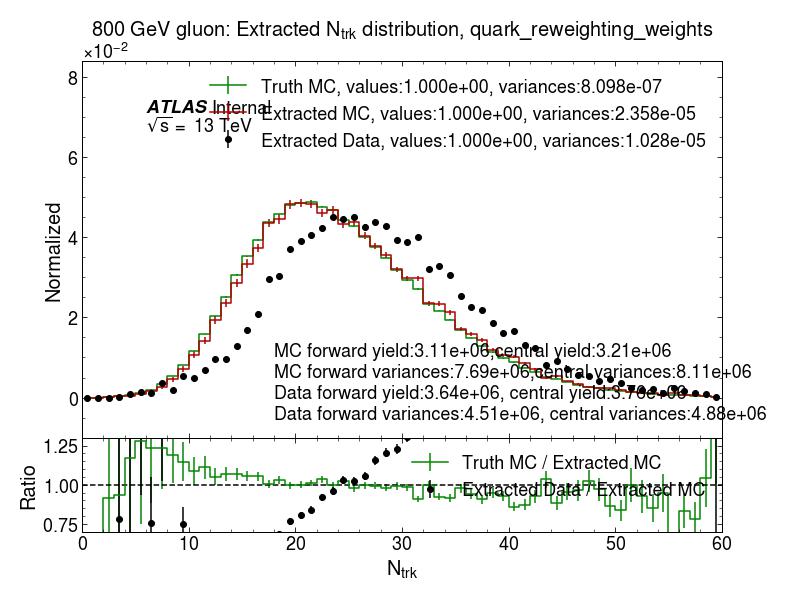 800 GeV gluon: Extracted Ntrk distribution, quark_reweighting_weights
×10−2
Truth MC, values:1.000e+00, variances:8.098e-07
ATLAS Internal
Extracted MC, values:1.000e+00, variances:2.358e-05
√s = 13 TeV
Extracted Data, values:1.000e+00, variances:1.028e-05
8
6
4
2
0
Normalized
MC forward yield:3.11e+06,central yield:3.21e+06
MC forward variances:7.69e+06,central variances:8.11e+06
Data forward yield:3.64e+06, central yield:3.76e+06
Data forward variances:4.51e+06, central variances:4.88e+06
1.25
1.00
0.75
Ratio
Truth MC / Extracted MC
Extracted Data / Extracted MC
0 10 20 30 40 50 60
Ntrk